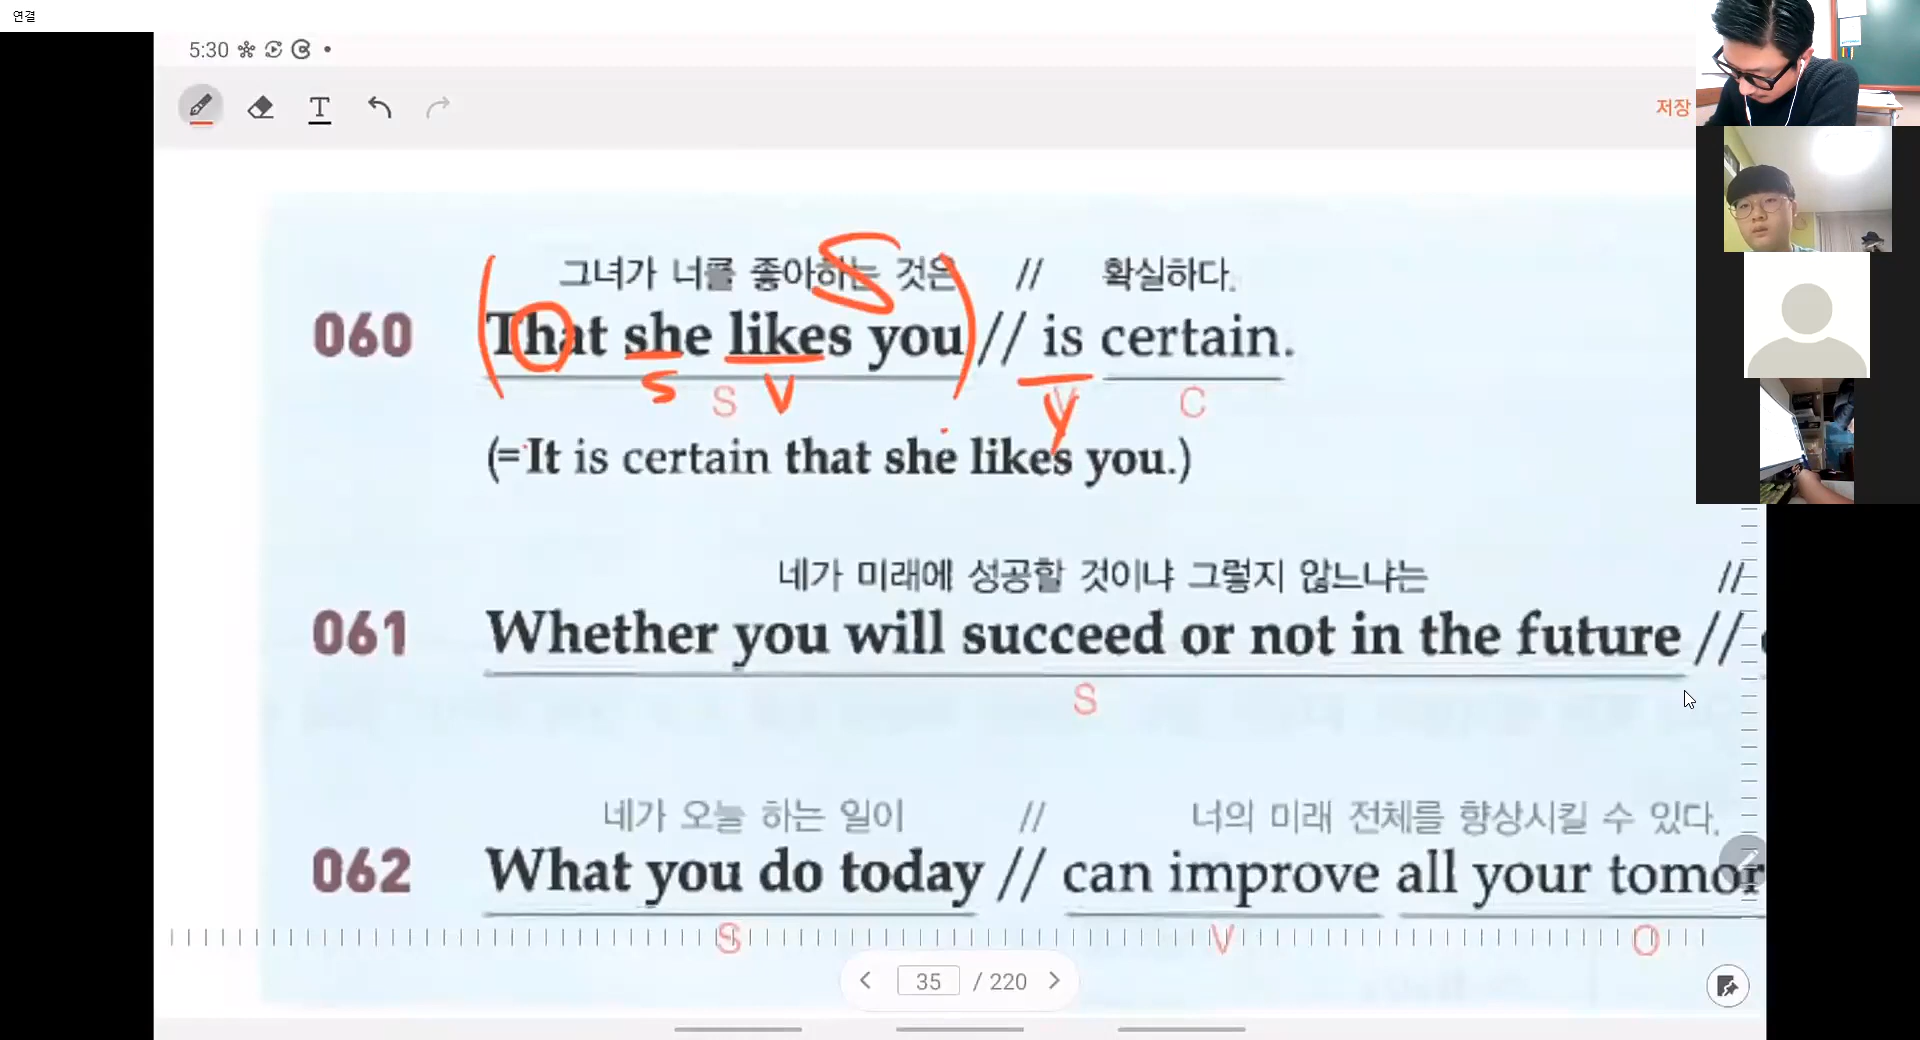 연결
5:30
T
저장
그녀가 너를 좋아하는 것은 // 확실하다.
060 That she likes you // is certain.
S
S V V C
(=It is certain that she likes you.)
네가 미래에 성공할 것이냐 그렇지 않느냐는 //
061 Whether you will succeed or not in the future //
S
네가 오늘 하는 일이 // 너의 미래 전체를 향상시킬 수 있다.
062 What you do today // can improve all your tomor
S V O
35 / 220